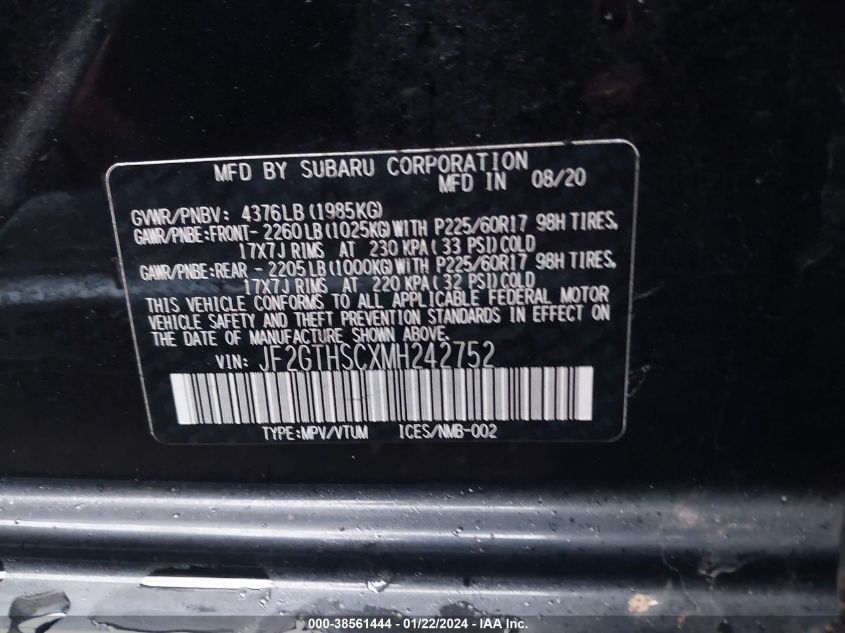 MFD BY SUBARU CORPORATION
MFD IN 08/20
GVWR/PNBV: 4376LB (1985KG)
GAWR/PNBE:FRONT- 2260LB(1025KG)WITH P225/60R17 98H TIRES,
17X7J RIMS AT 230 KPA(33 PSI)COLD
GAWR/PNBE:REAR - 2205LB(1000KG)WITH P225/60R17 98H TIRES,
17X7J RIMS AT 220 KPA(32 PSI)COLD
THIS VEHICLE CONFORMS TO ALL APPLICABLE FEDERAL MOTOR
VEHICLE SAFETY AND THEFT PREVENTION STANDARDS IN EFFECT ON
THE DATE OF MANUFACTURE SHOWN ABOVE.
VIN: JF2GTHSCXMH242752
TYPE:MPV/VTUM ICES/NMB-002
000-38561444 - 01/22/2024 - INC.